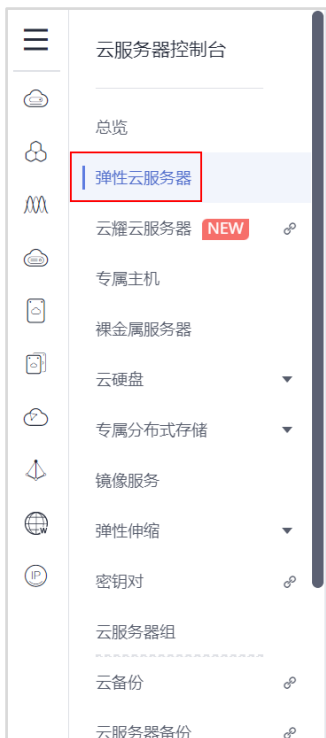 云服务器控制台
总览
弹性云服务器
云耀云服务器 NEW
专属主机
裸金属服务器
云硬盘
专属分布式存储
镜像服务
弹性伸缩
密钥对
云服务器组
云备份
云服务器备份
W
IP